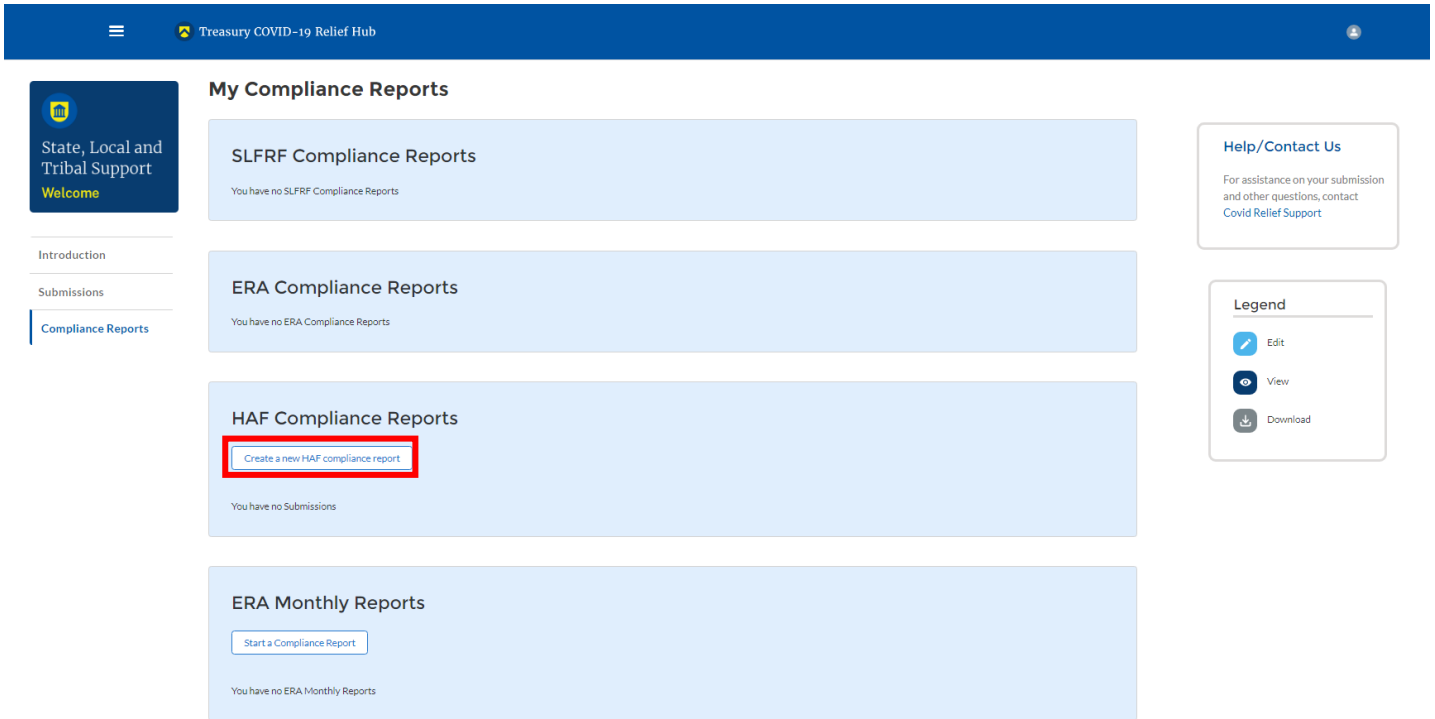 Treasury COVID-19 Relief Hub
State, Local and
Tribal Support
Welcome
Introduction
Submissions
Compliance Reports
My Compliance Reports
SLFRF Compliance Reports
You have no SLFRF Compliance Reports
ERA Compliance Reports
You have no ERA Compliance Reports
HAF Compliance Reports
Create a new HAF compliance report
You have no Submissions
ERA Monthly Reports
Start a Compliance Report
You have no ERA Monthly Reports
Help/Contact Us
For assistance on your submission
and other questions, contact
Covid Relief Support
Legend
Edit
View
Download